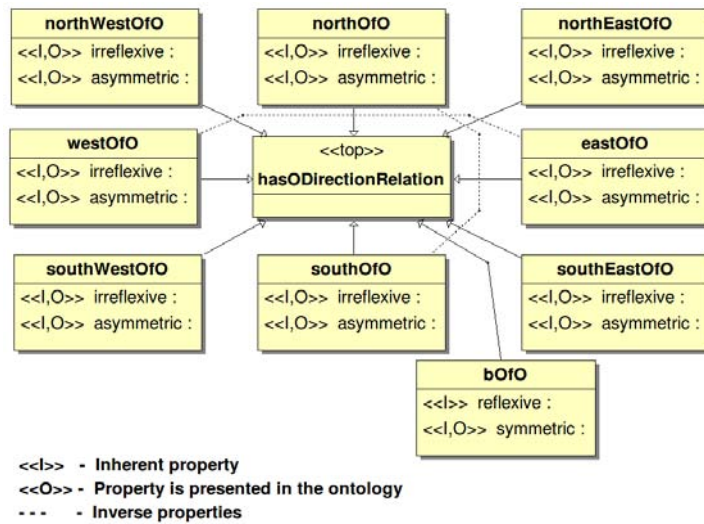 northWestOfO
<<I,O>> irreflexive :
<<I,O>> asymmetric :
northOfO
<<I,O>> irreflexive :
<<I,O>> asymmetric :
northEastOfO
<<I,O>> irreflexive :
<<I,O>> asymmetric :
westOfO
<<I,O>> irreflexive :
<<I,O>> asymmetric :
<<top>>
hasODirectionRelation
eastOfO
<<I,O>> irreflexive :
<<I,O>> asymmetric :
southWestOfO
<<I,O>> irreflexive :
<<I,O>> asymmetric :
southOfO
<<I,O>> irreflexive :
<<I,O>> asymmetric :
southEastOfO
<<I,O>> irreflexive :
<<I,O>> asymmetric :
bOfO
<<I>> reflexive :
<<I,O>> symmetric :
<<I>> - Inherent property
<<O>> - Property is presented in the ontology
- - - - Inverse properties